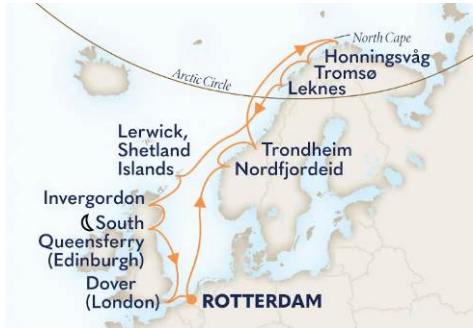 North Cape
Honningsvåg
Arctic Circle
Tromsø
Leknes
Lerwick,
Shetland
Islands
Trondheim
Nordfjordeid
Invergordon
South
Queensferry
(Edinburgh)
Dover
(London)
ROTTERDAM